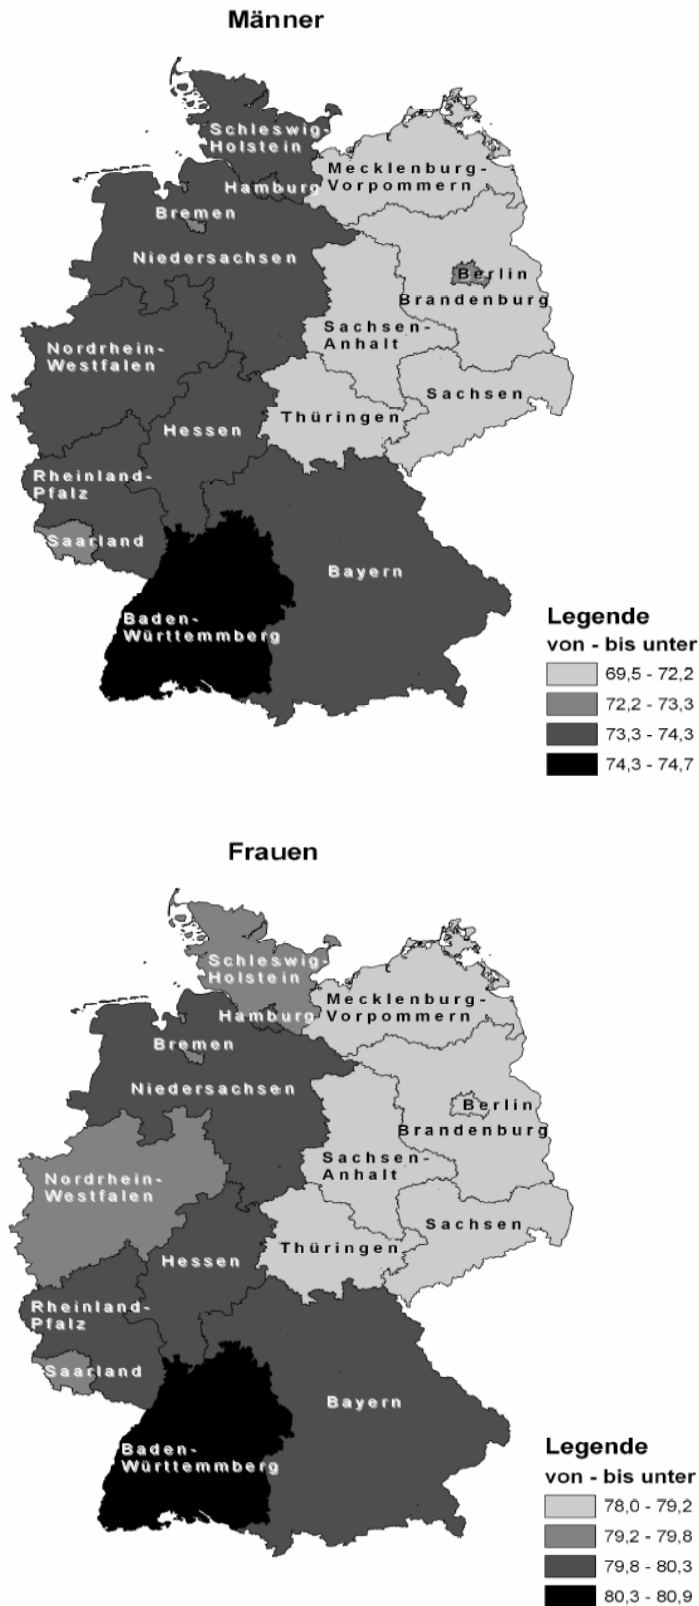 Männer
Schleswig-
Holstein
Mecklenburg-
Vorpommern
Hamburg
Bremen
Niedersachsen
Berlin
Brandenburg
Sachsen-
Anhalt
Nordrhein-
Westfalen
Sachsen
Thüringen
Hessen
Rheinland-
Pfalz
Saarland
Bayern
Baden-
Württemmberg
Legende
von - bis unter
69,5 - 72,2
72,2 - 73,3
73,3 - 74,3
74,3 - 74,7
Frauen
Schleswig-
Holstein
Mecklenburg-
Vorpommern
Hamburg
Bremen
Niedersachsen
Berlin
Brandenburg
Sachsen-
Anhalt
Nordrhein-
Westfalen
Sachsen
Thüringen
Hessen
Rheinland-
Pfalz
Saarland
Bayern
Baden-
Württemmberg
Legende
von - bis unter
78,0 - 79,2
79,2 - 79,8
79,8 - 80,3
80,3 - 80,9